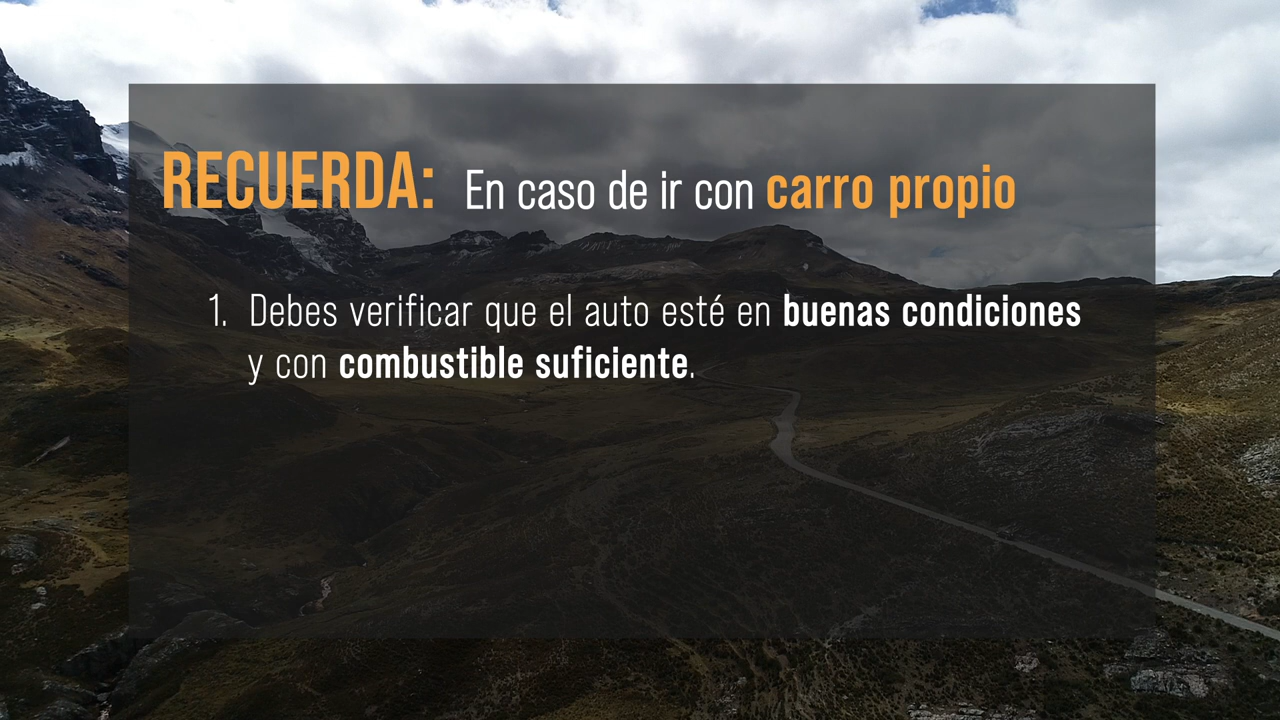 RECUERDA: En caso de ir con carro propio
1. Debes verificar que el auto esté en buenas condiciones
y con combustible suficiente.